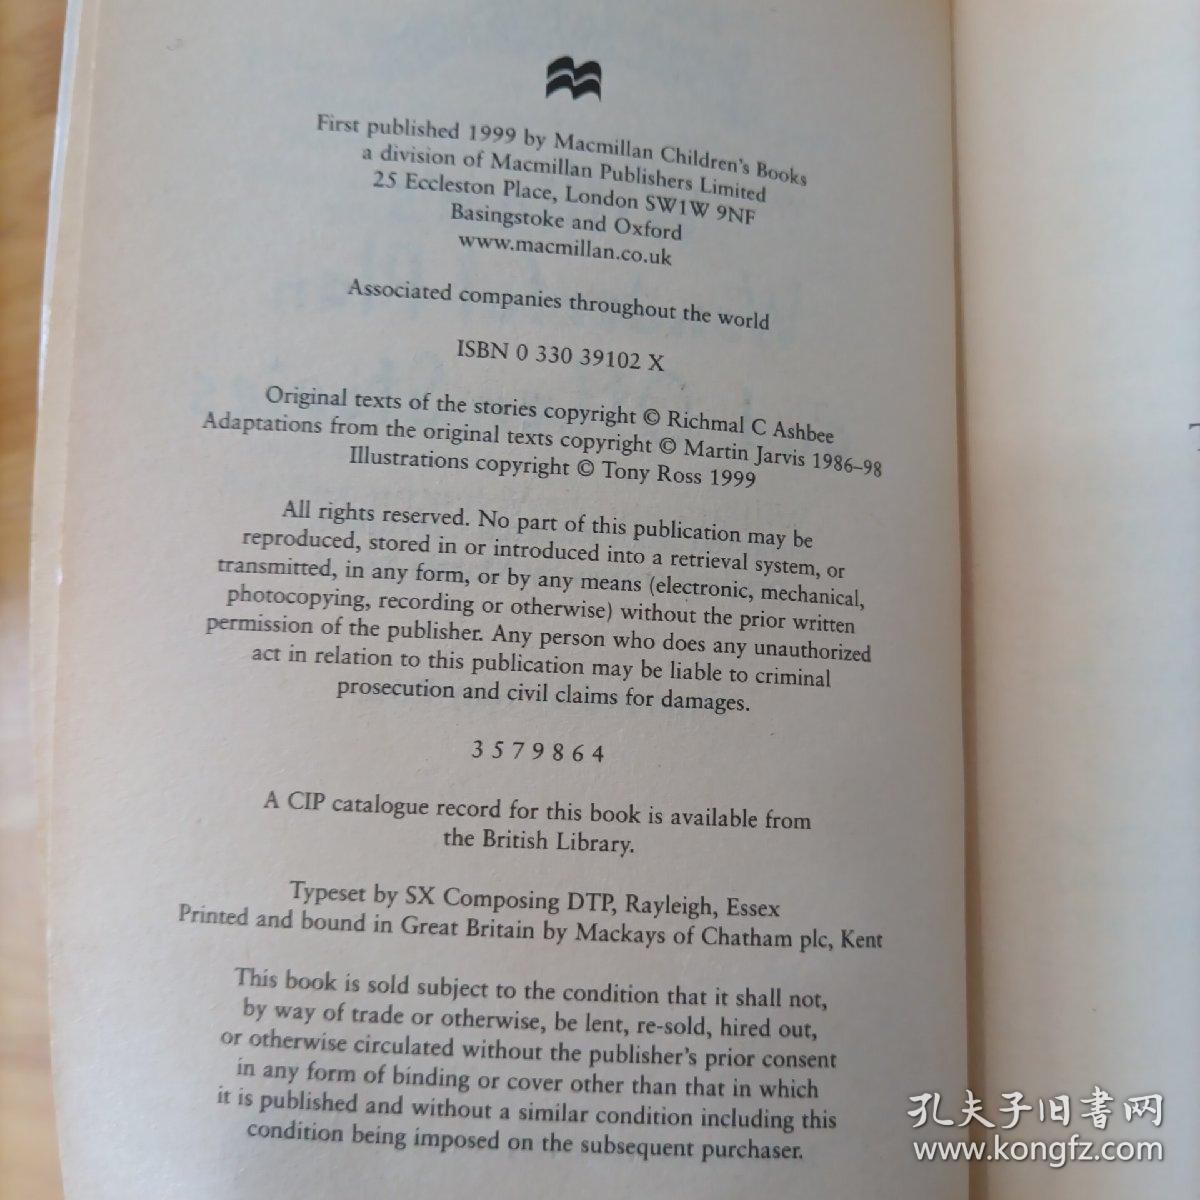 First published 1999 by Macmillan Children's Books
a division of Macmillan Publishers Limited
25 Eccleston Place, London SW1W 9NF
Basingstoke and Oxford
www.macmillan.co.uk
Associated companies throughout the world
ISBN 0 330 39102 X
Original texts of the stories copyright © Richmal C Ashbee
Adaptations from the original texts copyright © Martin Jarvis 1986–98
Illustrations copyright © Tony Ross 1999
All rights reserved. No part of this publication may be
reproduced, stored in or introduced into a retrieval system, or
transmitted, in any form, or by any means (electronic, mechanical,
photocopying, recording or otherwise) without the prior written
permission of the publisher. Any person who does any unauthorized
act in relation to this publication may be liable to criminal
prosecution and civil claims for damages.
3 5 7 9 8 6 4
A CIP catalogue record for this book is available from
the British Library.
Typeset by SX Composing DTP, Rayleigh, Essex
Printed and bound in Great Britain by Mackays of Chatham plc, Kent
This book is sold subject to the condition that it shall not,
by way of trade or otherwise, be lent, re-sold, hired out,
or otherwise circulated without the publisher's prior consent
in any form of binding or cover other than that in which
it is published and without a similar condition including this
condition being imposed on the subsequent purchaser.
孔夫子旧书网
www.kongfz.com